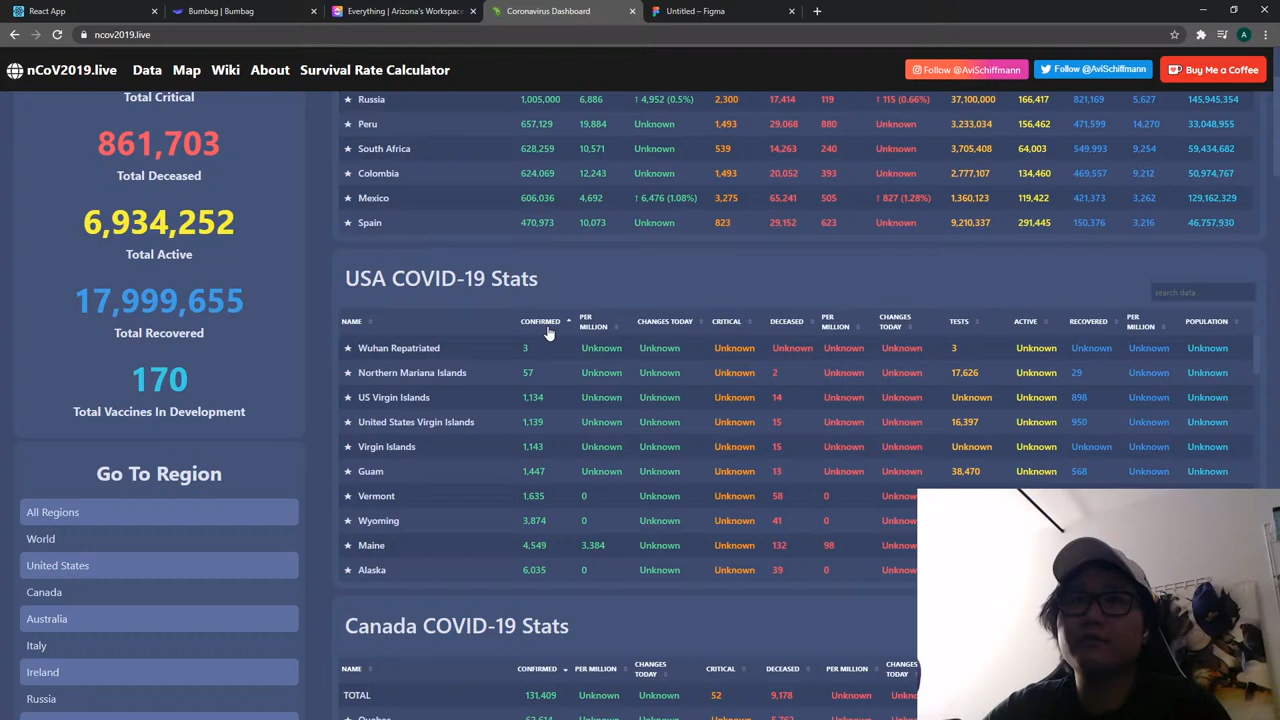 React App
Bumbag | Bumbag
Everything | Arizona's Workspace
Coronavirus Dashboard
Untitled – Figma
ncov2019.live
A
nCoV2019.live Data Map Wiki About Survival Rate Calculator
Follow @AviSchiffmann
Follow @AviSchiffmann
Buy Me a Coffee
Total Critical
861,703
Total Deceased
6,934,252
Total Active
17,999,655
Total Recovered
170
Total Vaccines In Development
Go To Region
All Regions
World
United States
Canada
Australia
Italy
Ireland
Russia
Russia 1,005,000 6,886 ↑ 4,952 (0.5%) 2,300 17,414 119 ↑ 115 (0.66%) 37,100,000 166,417 821,169 5,627 145,945,354
Peru 657,129 19,884 Unknown 1,493 29,068 880 Unknown 3,233,034 156,462 471,599 14,270 33,048,955
South Africa 628,259 10,571 Unknown 539 14,263 240 Unknown 3,705,408 64,003 549,993 9,254 59,434,682
Colombia 624,069 12,243 Unknown 1,493 20,052 393 Unknown 2,777,107 134,460 469,559 9,212 50,974,767
Mexico 606,036 4,692 ↑ 6,476 (1.08%) 3,275 65,241 505 ↑ 827 (1.28%) 1,360,123 119,422 421,373 3,262 129,162,329
Spain 470,973 10,073 Unknown 823 29,152 623 Unknown 9,210,337 291,445 150,376 3,216 46,757,930
USA COVID-19 Stats
search data
NAME CONFIRMED PER MILLION CHANGES TODAY CRITICAL DECEASED PER MILLION CHANGES TODAY TESTS ACTIVE RECOVERED PER MILLION POPULATION
Wuhan Repatriated 3 Unknown Unknown Unknown Unknown Unknown Unknown 3 Unknown Unknown Unknown Unknown
Northern Mariana Islands 57 Unknown Unknown Unknown 2 Unknown Unknown 17,626 Unknown 29 Unknown Unknown
US Virgin Islands 1,134 Unknown Unknown Unknown 14 Unknown Unknown Unknown Unknown 898 Unknown Unknown
United States Virgin Islands 1,139 Unknown Unknown Unknown 15 Unknown Unknown 16,397 Unknown 950 Unknown Unknown
Virgin Islands 1,143 Unknown Unknown Unknown 15 Unknown Unknown Unknown Unknown Unknown Unknown Unknown
Guam 1,447 Unknown Unknown Unknown 13 Unknown Unknown 38,470 Unknown 568 Unknown Unknown
Vermont 1,635 0 Unknown Unknown 58 0
Wyoming 3,874 0 Unknown Unknown 41 0
Maine 4,549 3,384 Unknown Unknown 132 98
Alaska 6,035 0 Unknown Unknown 39 0
Canada COVID-19 Stats
NAME CONFIRMED PER MILLION CHANGES TODAY CRITICAL DECEASED PER MILLION CHANGES TODAY
TOTAL 131,409 Unknown Unknown 52 9,178 Unknown